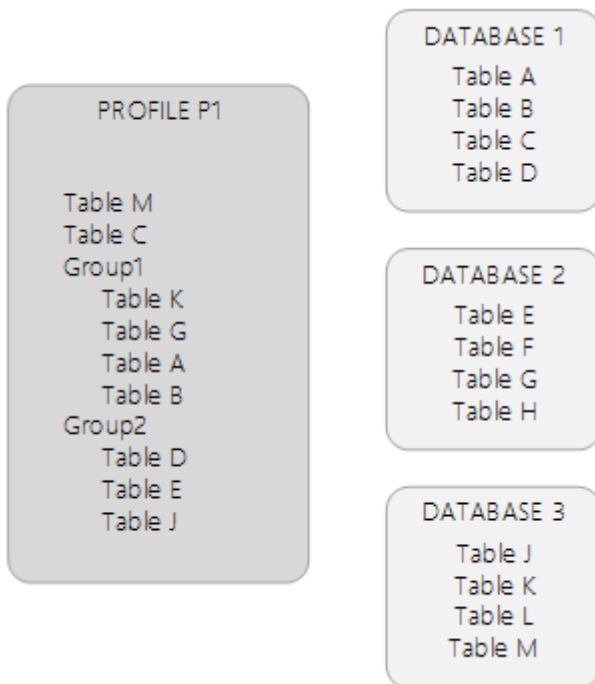 PROFILE P1
Table M
Table C
Group1
Table K
Table G
Table A
Table B
Group2
Table D
Table E
Table J
DATABASE 1
Table A
Table B
Table C
Table D
DATABASE 2
Table E
Table F
Table G
Table H
DATABASE 3
Table J
Table K
Table L
Table M